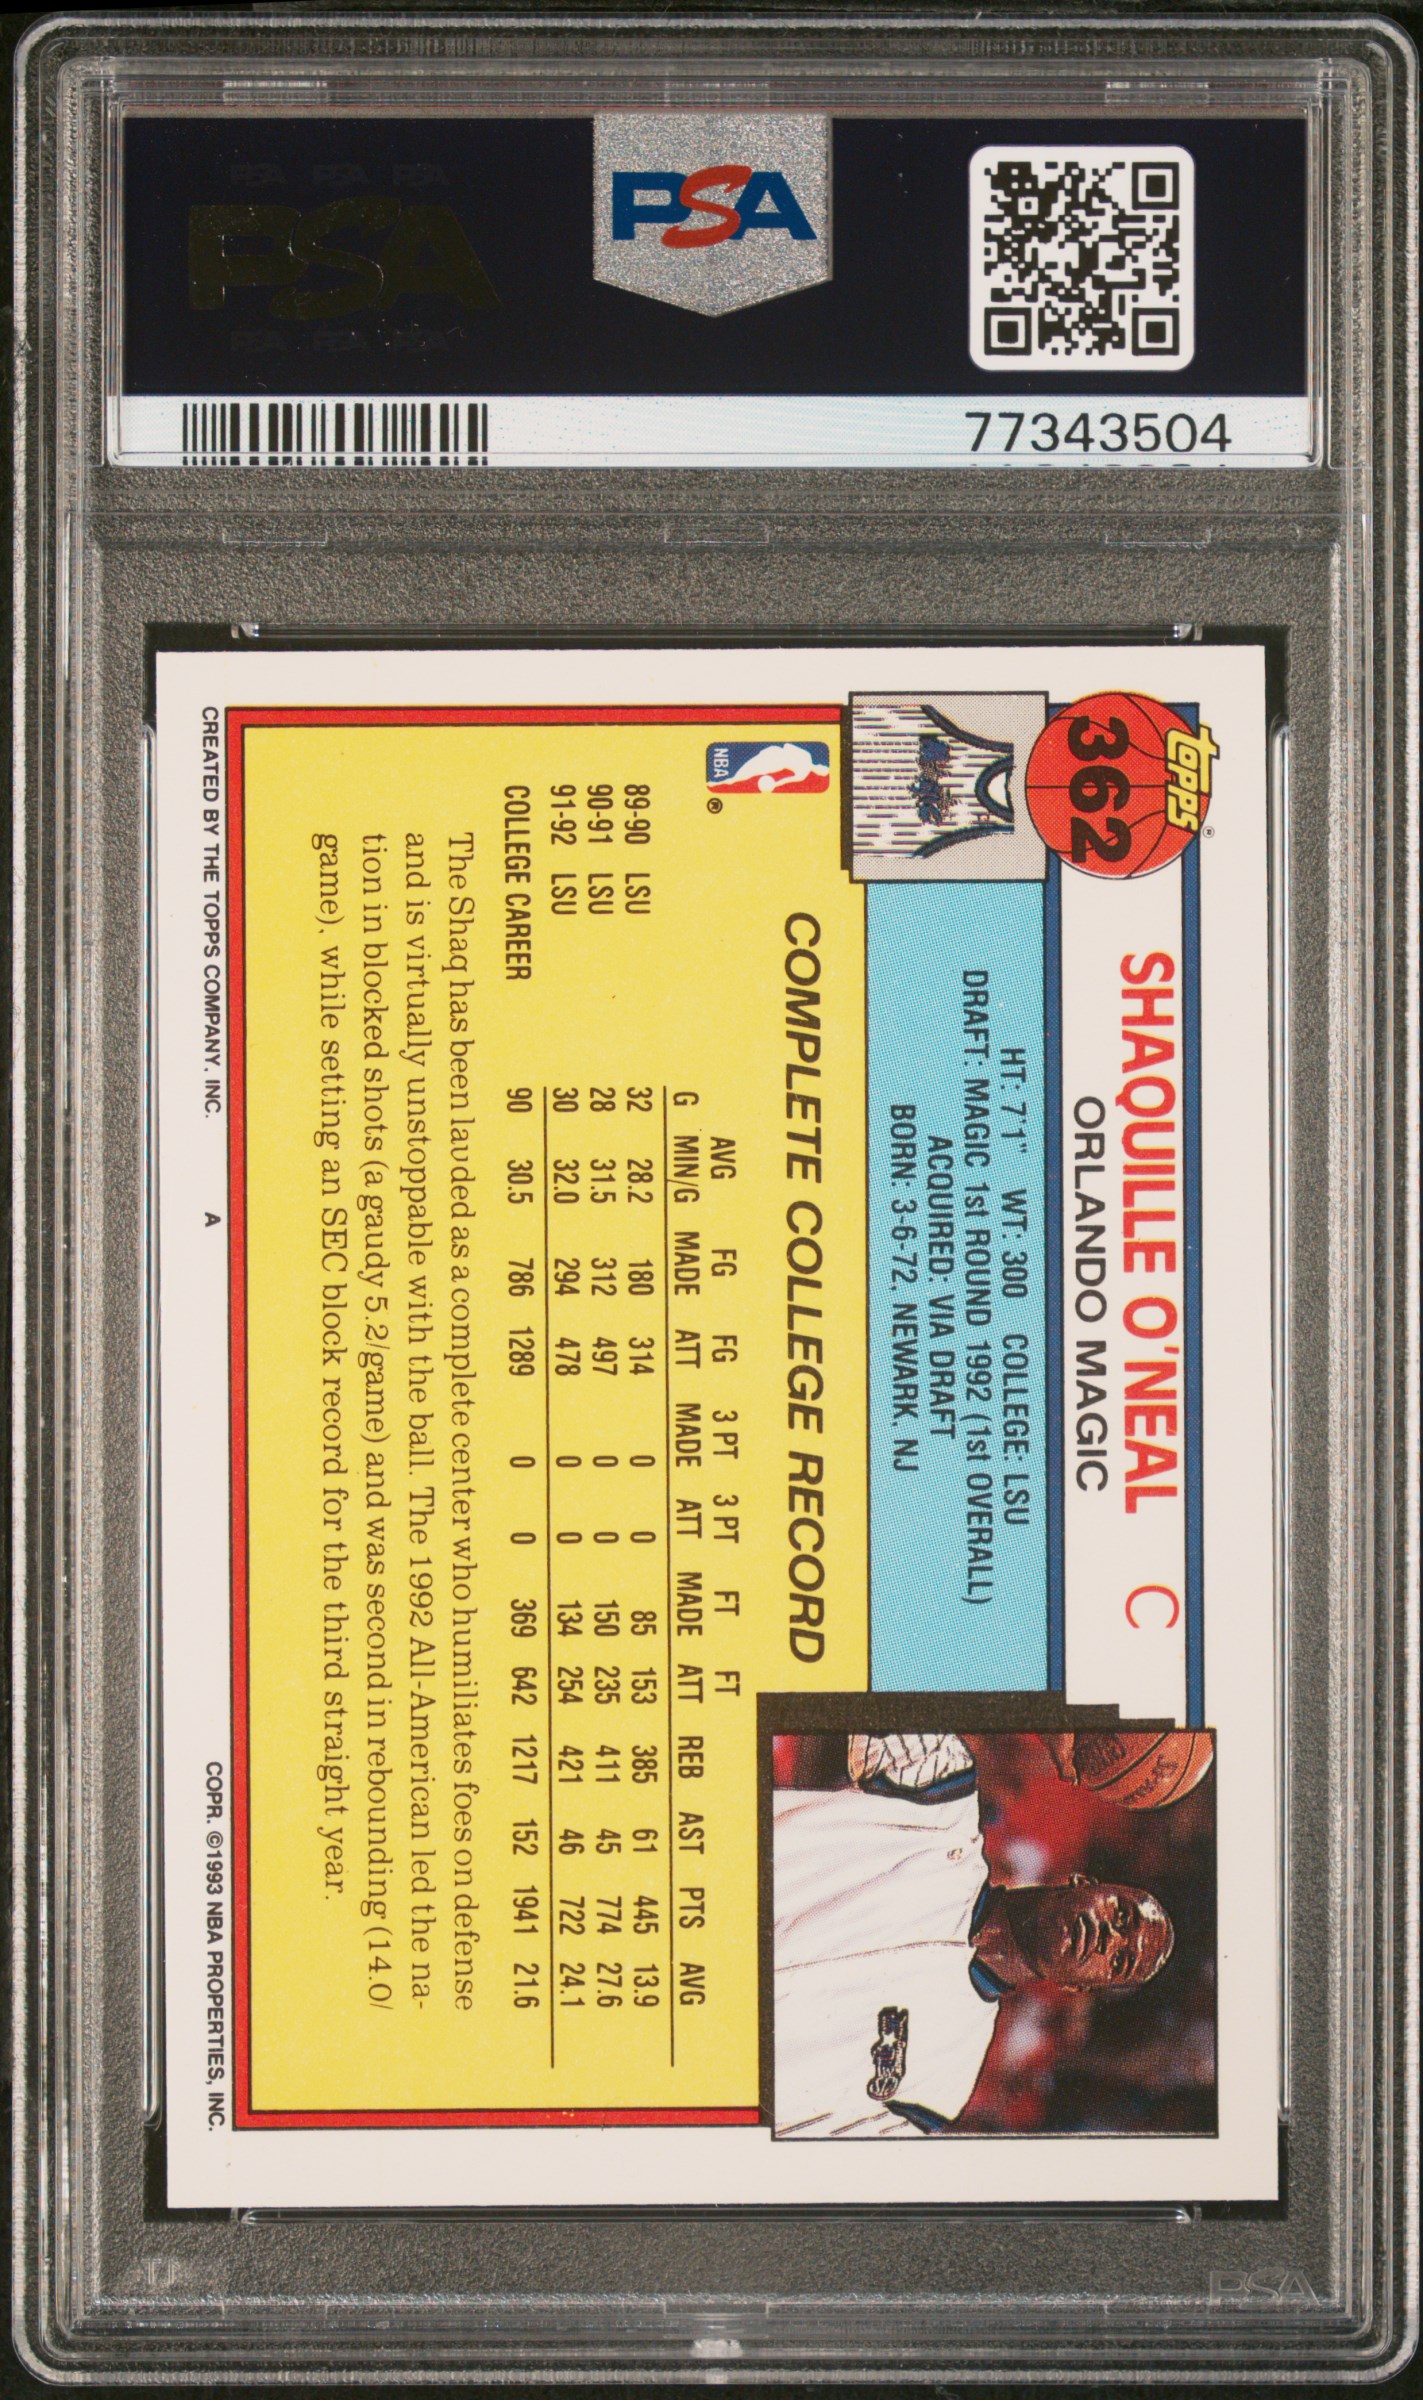 PSA PSA PSA
PSA
PSA PSA PSA
PSA
77343504
topps®
362
SHAQUILLE O'NEAL C
ORLANDO MAGIC
HT: 7'1" WT: 300 COLLEGE: LSU
DRAFT: MAGIC 1st ROUND 1992 (1st OVERALL)
ACQUIRED: VIA DRAFT
BORN: 3-6-72, NEWARK, NJ
Magic
NBA ®
COMPLETE COLLEGE RECORD
AVG FG FG 3 PT 3 PT FT FT
G MIN/G MADE ATT MADE ATT MADE ATT REB AST PTS AVG
89-90 LSU 32 28.2 180 314 0 0 85 153 385 61 445 13.9
90-91 LSU 28 31.5 312 497 0 0 150 235 411 45 774 27.6
91-92 LSU 30 32.0 294 478 0 0 134 254 421 46 722 24.1
COLLEGE CAREER 90 30.5 786 1289 0 0 369 642 1217 152 1941 21.6
The Shaq has been lauded as a complete center who humiliates foes on defense
and is virtually unstoppable with the ball. The 1992 All-American led the na-
tion in blocked shots (a gaudy 5.2/game) and was second in rebounding (14.0/
game), while setting an SEC block record for the third straight year.
CREATED BY THE TOPPS COMPANY, INC. A COPR. ©1993 NBA PROPERTIES, INC.
PSA